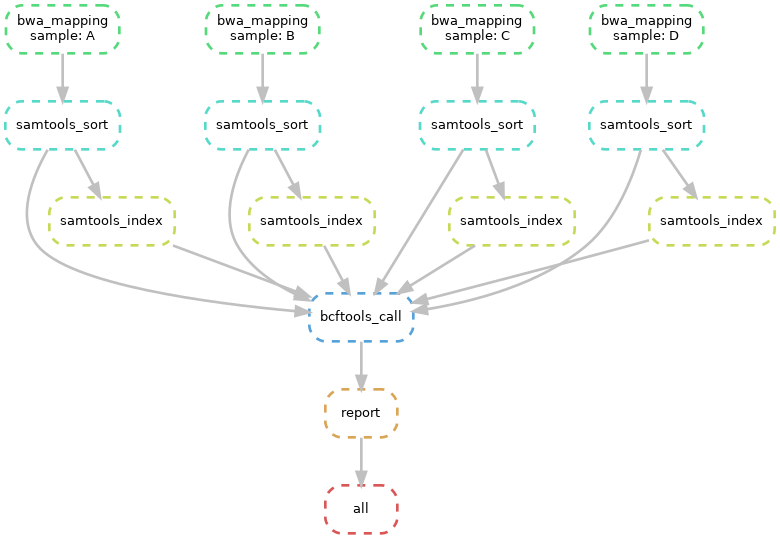 bwa_mapping
sample: A
bwa_mapping
sample: B
bwa_mapping
sample: C
bwa_mapping
sample: D
samtools_sort
samtools_sort
samtools_sort
samtools_sort
samtools_index
samtools_index
samtools_index
samtools_index
bcftools_call
report
all